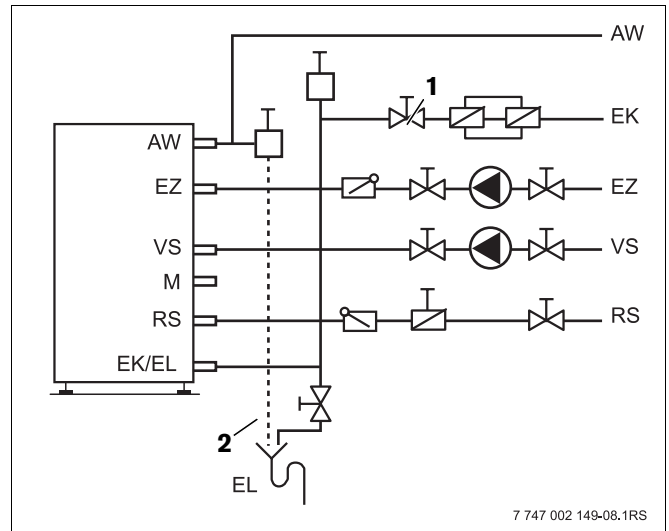 AW
1
EK
AW
EZ
EZ
VS
VS
M
RS
RS
EK/EL
2
EL
7 747 002 149-08.1RS